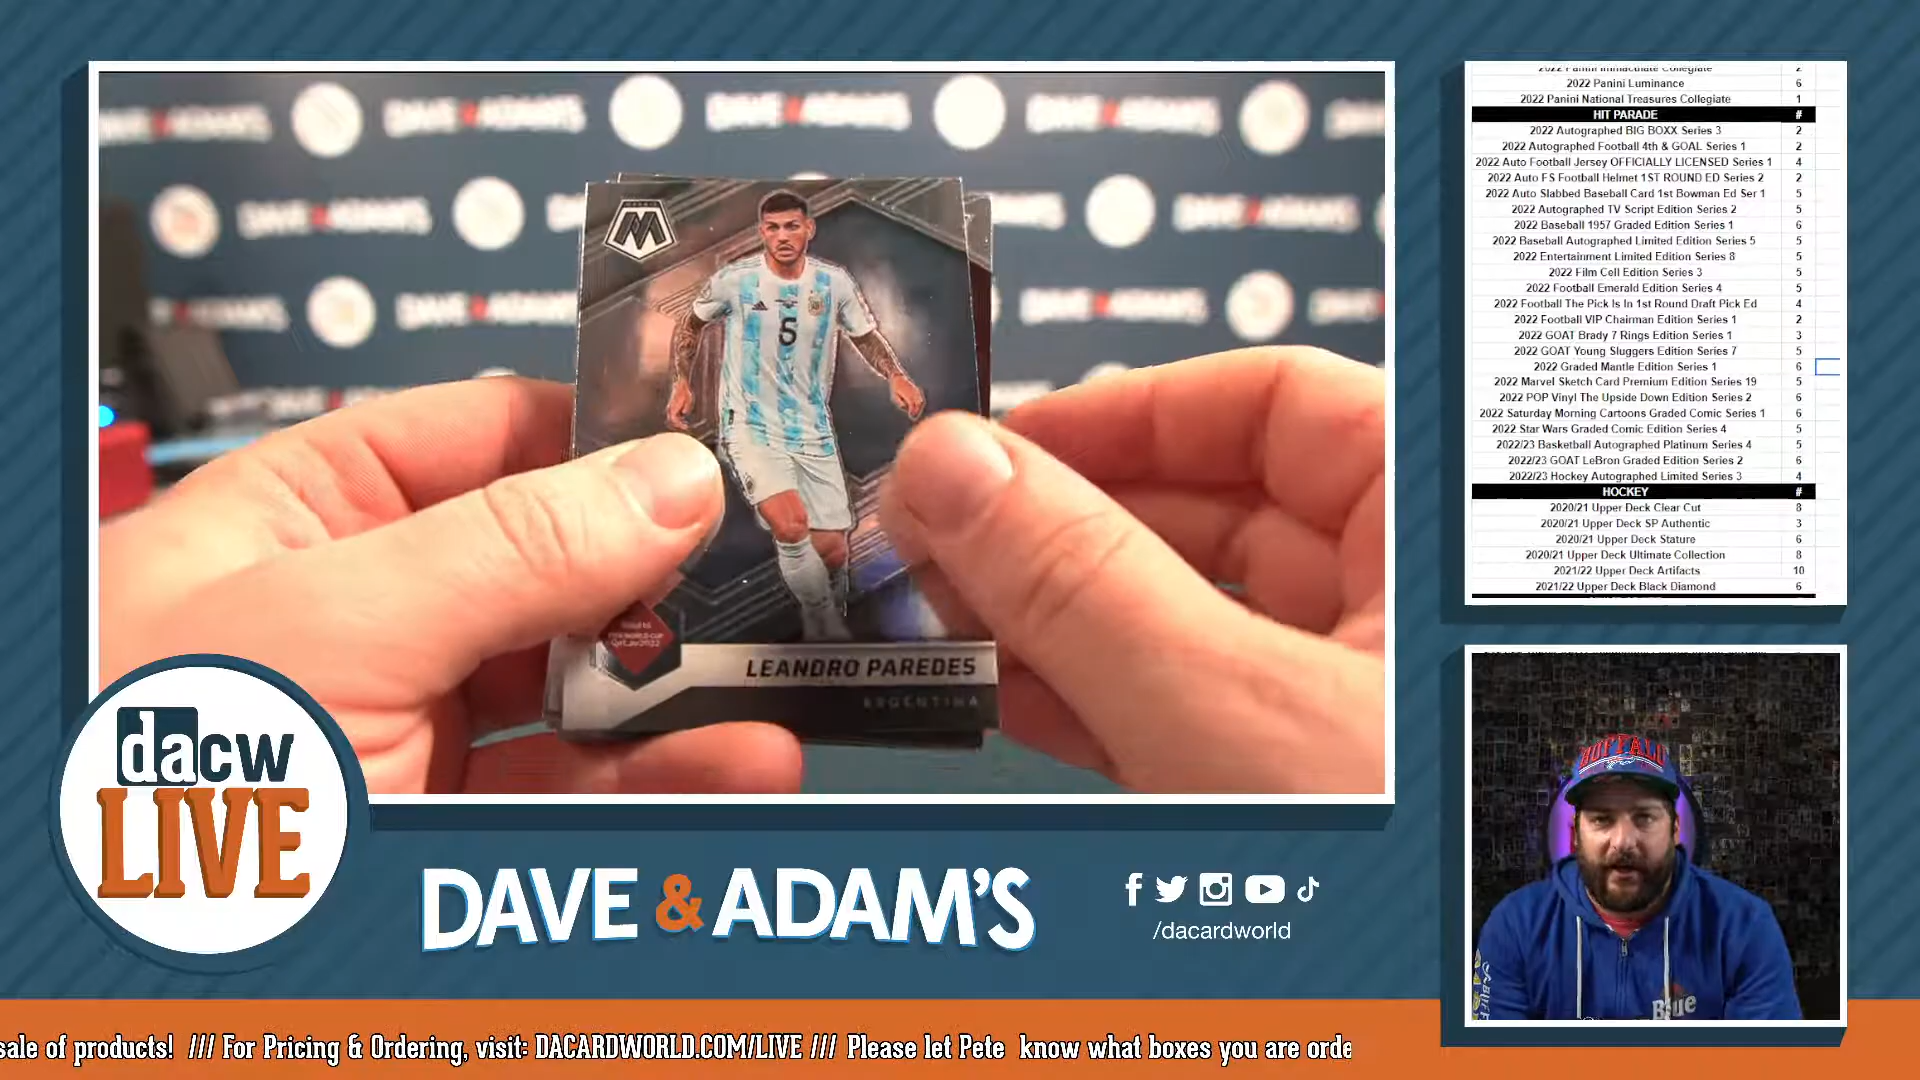 DAVE & ADAM'S
M
5
LEANDRO PAREDES
ARGENTINA
2022 Panini Immaculate Collegiate 2
2022 Panini Luminance 6
2022 Panini National Treasures Collegiate 1
HIT PARADE #
2022 Autographed BIG BOXX Series 3 2
2022 Autographed Football 4th & GOAL Series 1 2
2022 Auto Football Jersey OFFICIALLY LICENSED Series 1 4
2022 Auto FS Football Helmet 1ST ROUND ED Series 2 2
2022 Auto Slabbed Baseball Card 1st Bowman Ed Ser 1 5
2022 Autographed TV Script Edition Series 2 5
2022 Baseball 1957 Graded Edition Series 1 6
2022 Baseball Autographed Limited Edition Series 5 5
2022 Entertainment Limited Edition Series 8 5
2022 Film Cell Edition Series 3 5
2022 Football Emerald Edition Series 4 5
2022 Football The Pick Is In 1st Round Draft Pick Ed 4
2022 Football VIP Chairman Edition Series 1 2
2022 GOAT Brady 7 Rings Edition Series 1 3
2022 GOAT Young Sluggers Edition Series 7 5
2022 Graded Mantle Edition Series 1 6
2022 Marvel Sketch Card Premium Edition Series 19 5
2022 POP Vinyl The Upside Down Edition Series 2 6
2022 Saturday Morning Cartoons Graded Comic Series 1 6
2022 Star Wars Graded Comic Edition Series 4 5
2022/23 Basketball Autographed Platinum Series 4 5
2022/23 GOAT LeBron Graded Edition Series 2 6
2022/23 Hockey Autographed Limited Series 3 4
HOCKEY #
2020/21 Upper Deck Clear Cut 8
2020/21 Upper Deck SP Authentic 3
2020/21 Upper Deck Stature 6
2020/21 Upper Deck Ultimate Collection 8
2021/22 Upper Deck Artifacts 10
2021/22 Upper Deck Black Diamond 6
BUFFALO
Blue
dacw
LIVE
DAVE & ADAM'S
/dacardworld
sale of products! /// For Pricing & Ordering, visit: DACARDWORLD.COM/LIVE /// Please let Pete know what boxes you are orde